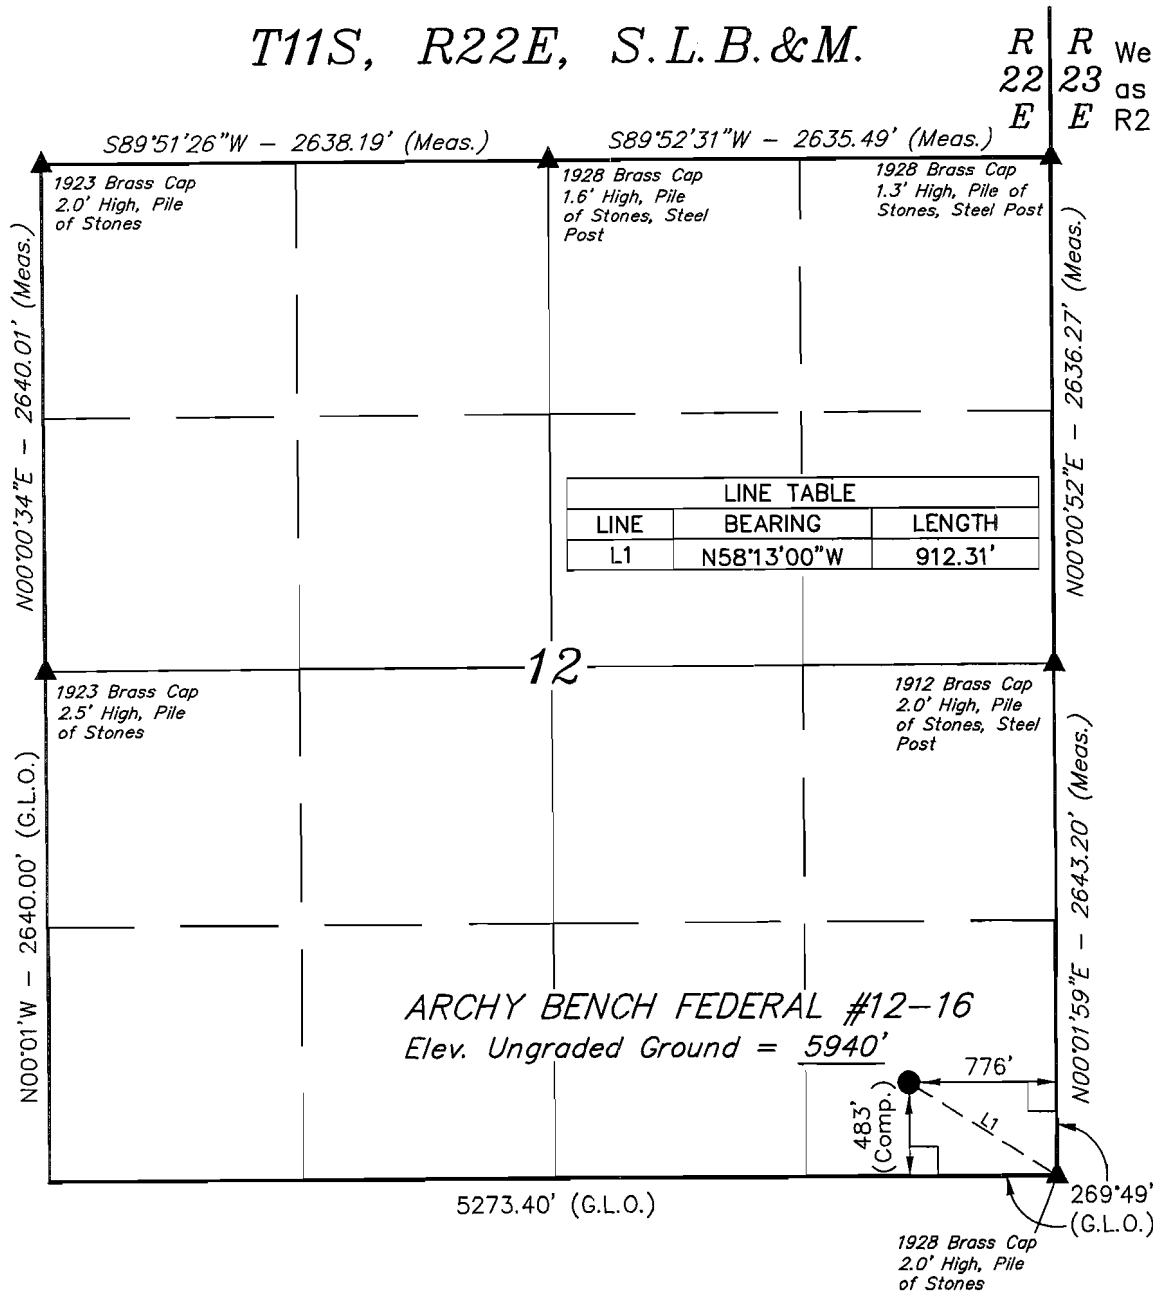 T11S, R22E, S.L.B.&M.
R R
22 23
E E
We
as
R2
S89°51'26"W - 2638.19' (Meas.)
S89°52'31"W - 2635.49' (Meas.)
1923 Brass Cap
2.0' High, Pile
of Stones
1928 Brass Cap
1.6' High, Pile
of Stones, Steel
Post
1928 Brass Cap
1.3' High, Pile of
Stones, Steel Post
N00°00'34"E - 2640.01' (Meas.)
N00°00'52"E - 2636.27' (Meas.)
LINE TABLE
LINE BEARING LENGTH
L1 N58°13'00"W 912.31'
12
1923 Brass Cap
2.5' High, Pile
of Stones
1912 Brass Cap
2.0' High, Pile
of Stones, Steel
Post
N00°01'W - 2640.00' (G.L.O.)
N00°01'59"E - 2643.20' (Meas.)
ARCHY BENCH FEDERAL #12-16
Elev. Ungraded Ground = 5940'
776'
483'
(Comp.)
L1
5273.40' (G.L.O.)
269°49'
(G.L.O.)
1928 Brass Cap
2.0' High, Pile
of Stones